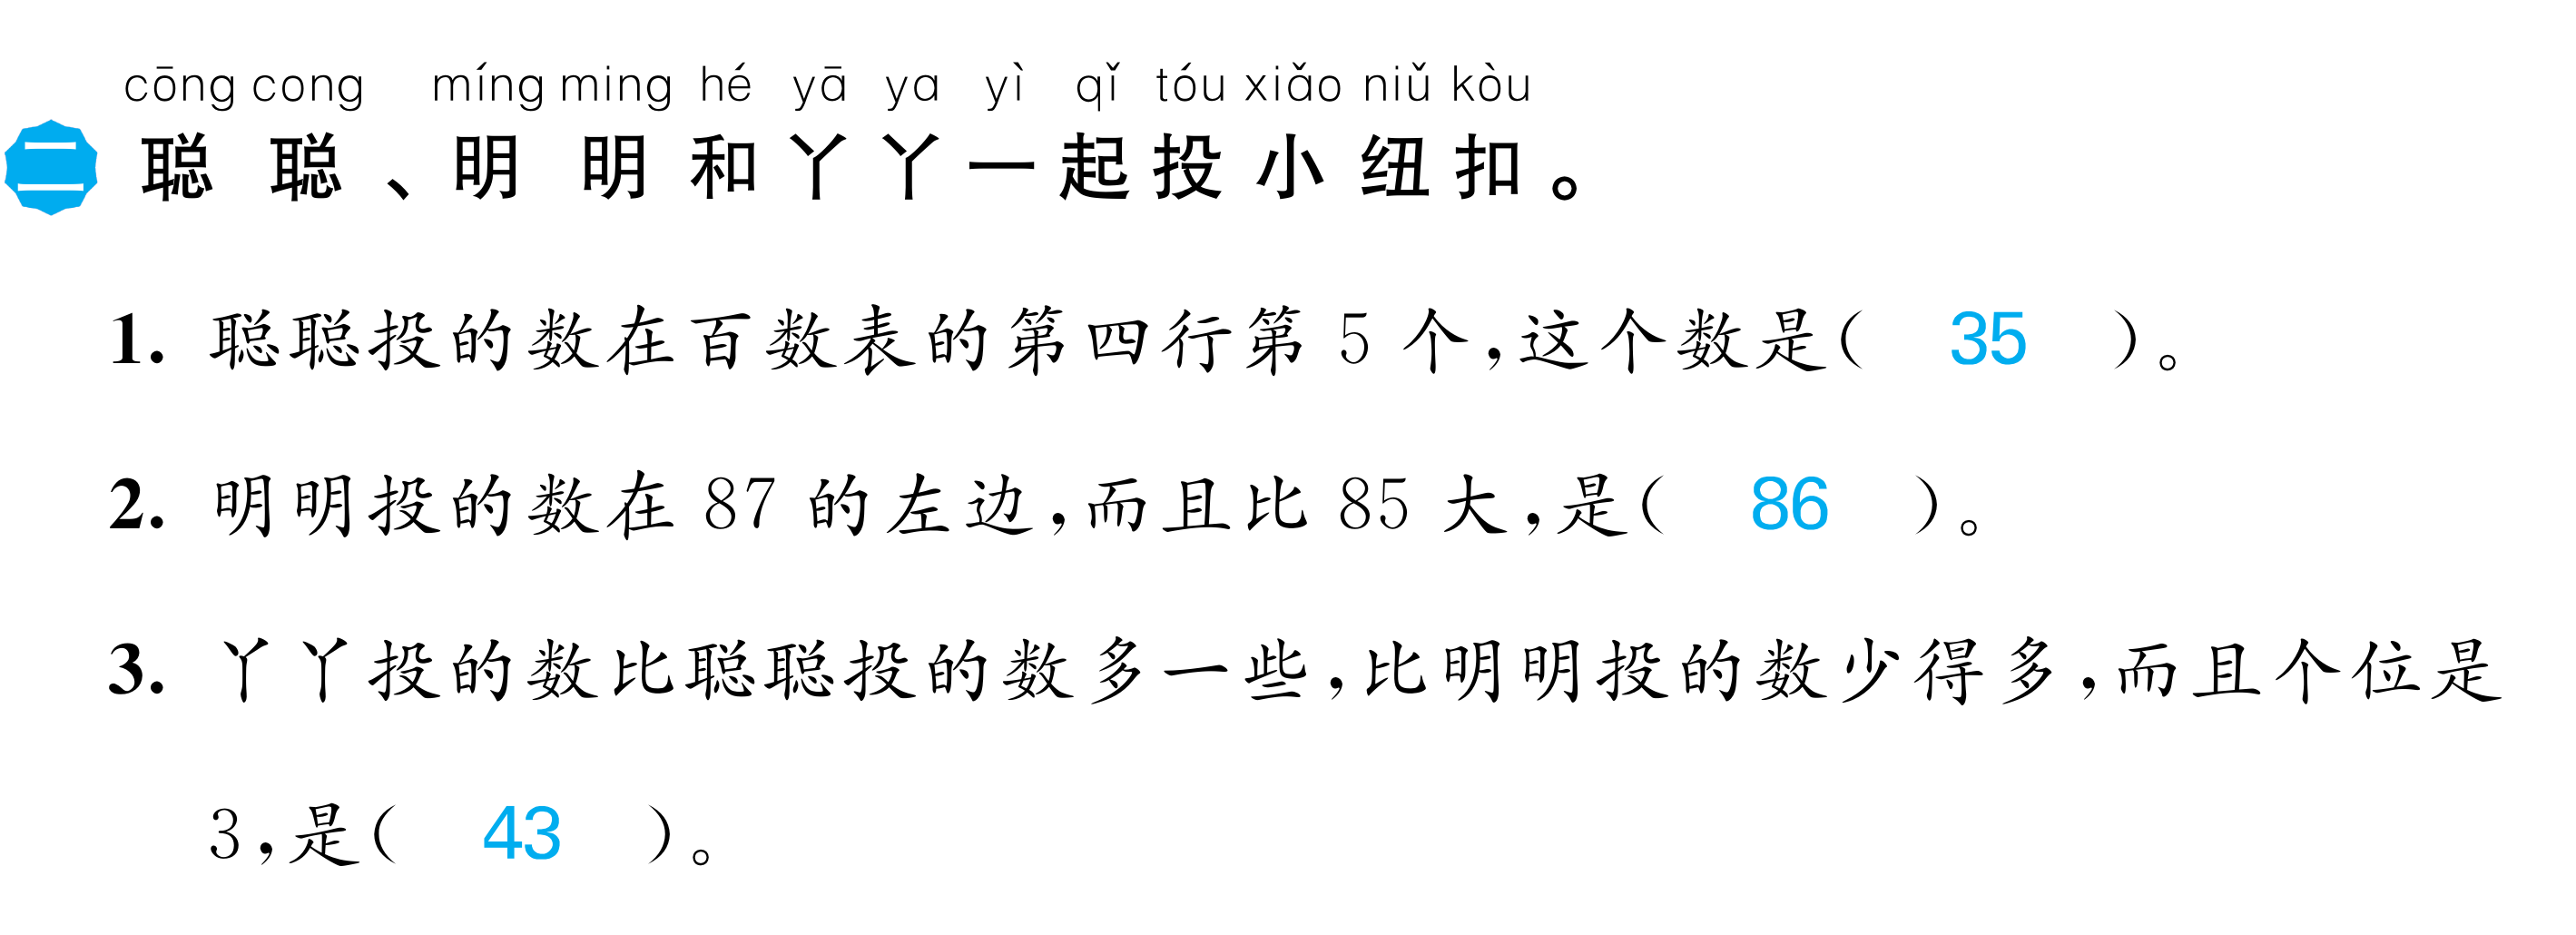 cōng cong míng ming hé yā ya yì qǐ tóu xiǎo niǔ kòu
二 聪聪、明明和丫丫一起投小纽扣。
1. 聪聪投的数在百数表的第四行第 5 个,这个数是( 35 )。
2. 明明投的数在 87 的左边,而且比 85 大,是( 86 )。
3. 丫丫投的数比聪聪投的数多一些,比明明投的数少得多,而且个位是
3,是( 43 )。